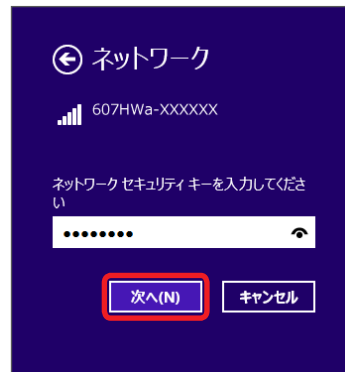 ネットワーク
607HWa-XXXXXX
ネットワーク セキュリティ キーを入力してくださ
い
••••••••
次へ(N)
キャンセル